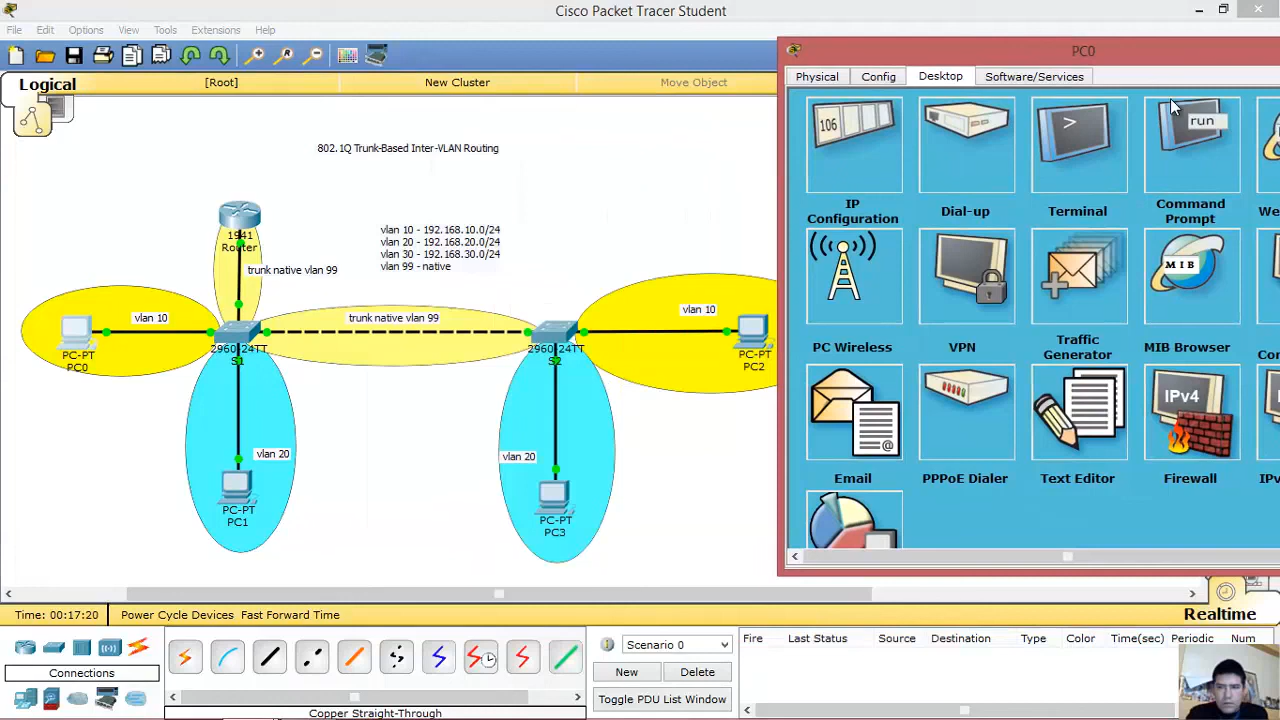 Cisco Packet Tracer Student
File Edit Options View Tools Extensions Help
Logical
[Root]
New Cluster
Move Object
802.1Q Trunk-Based Inter-VLAN Routing
1941
Router
vlan 10 - 192.168.10.0/24
vlan 20 - 192.168.20.0/24
vlan 30 - 192.168.30.0/24
vlan 99 - native
trunk native vlan 99
vlan 10
trunk native vlan 99
vlan 10
PC-PT
PC0
2960-24TT
S1
2960-24TT
S2
PC-PT
PC2
vlan 20
vlan 20
PC-PT
PC1
PC-PT
PC3
PC0
Physical Config Desktop Software/Services
106
>
run
IP
Configuration
Dial-up
Terminal
Command
Prompt
We
MIB
PC Wireless
VPN
Traffic
Generator
MIB Browser
Co
@
IPv4
Email
PPPoE Dialer
Text Editor
Firewall
IPv
Time: 00:17:20
Power Cycle Devices Fast Forward Time
Realtime
Connections
Copper Straight-Through
Scenario 0
New
Delete
Toggle PDU List Window
Fire Last Status Source Destination Type Color Time(sec) Periodic Num